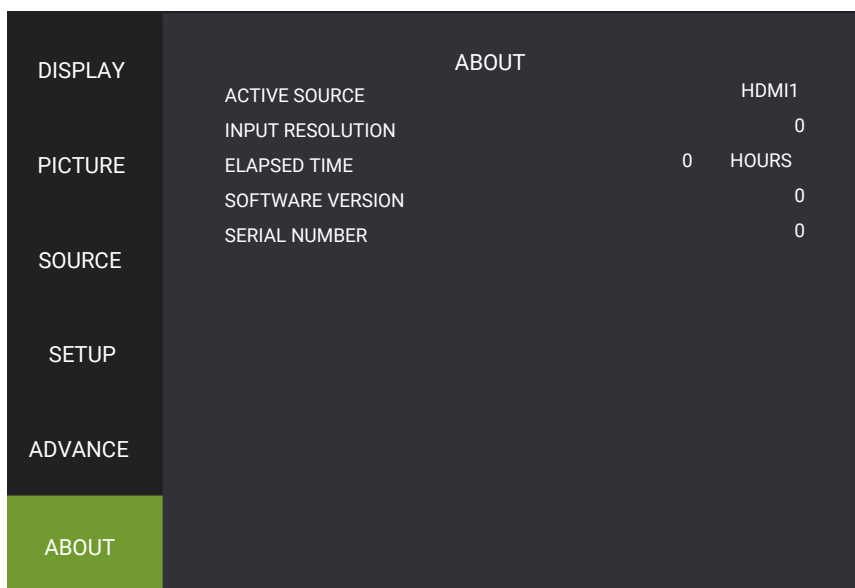 DISPLAY
PICTURE
SOURCE
SETUP
ADVANCE
ABOUT
ABOUT
ACTIVE SOURCE HDMI1
INPUT RESOLUTION 0
ELAPSED TIME 0 HOURS
SOFTWARE VERSION 0
SERIAL NUMBER 0